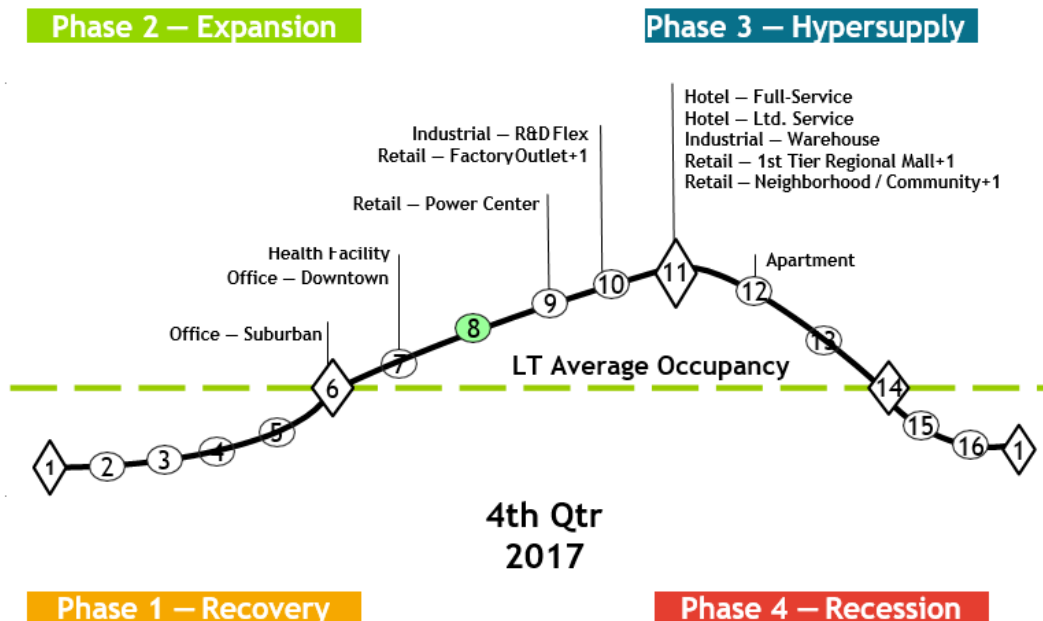 Phase 2 — Expansion
Phase 3 — Hypersupply
Hotel — Full-Service
Hotel — Ltd. Service
Industrial — Warehouse
Retail — 1st Tier Regional Mall+1
Retail — Neighborhood / Community+1
Industrial — R&D Flex
Retail — Factory Outlet+1
Retail — Power Center
Health Facility
Office — Downtown
Office — Suburban
Apartment
LT Average Occupancy
1
2
3
4
5
6
7
8
9
10
11
12
13
14
15
16
1
4th Qtr
2017
Phase 1 — Recovery
Phase 4 — Recession